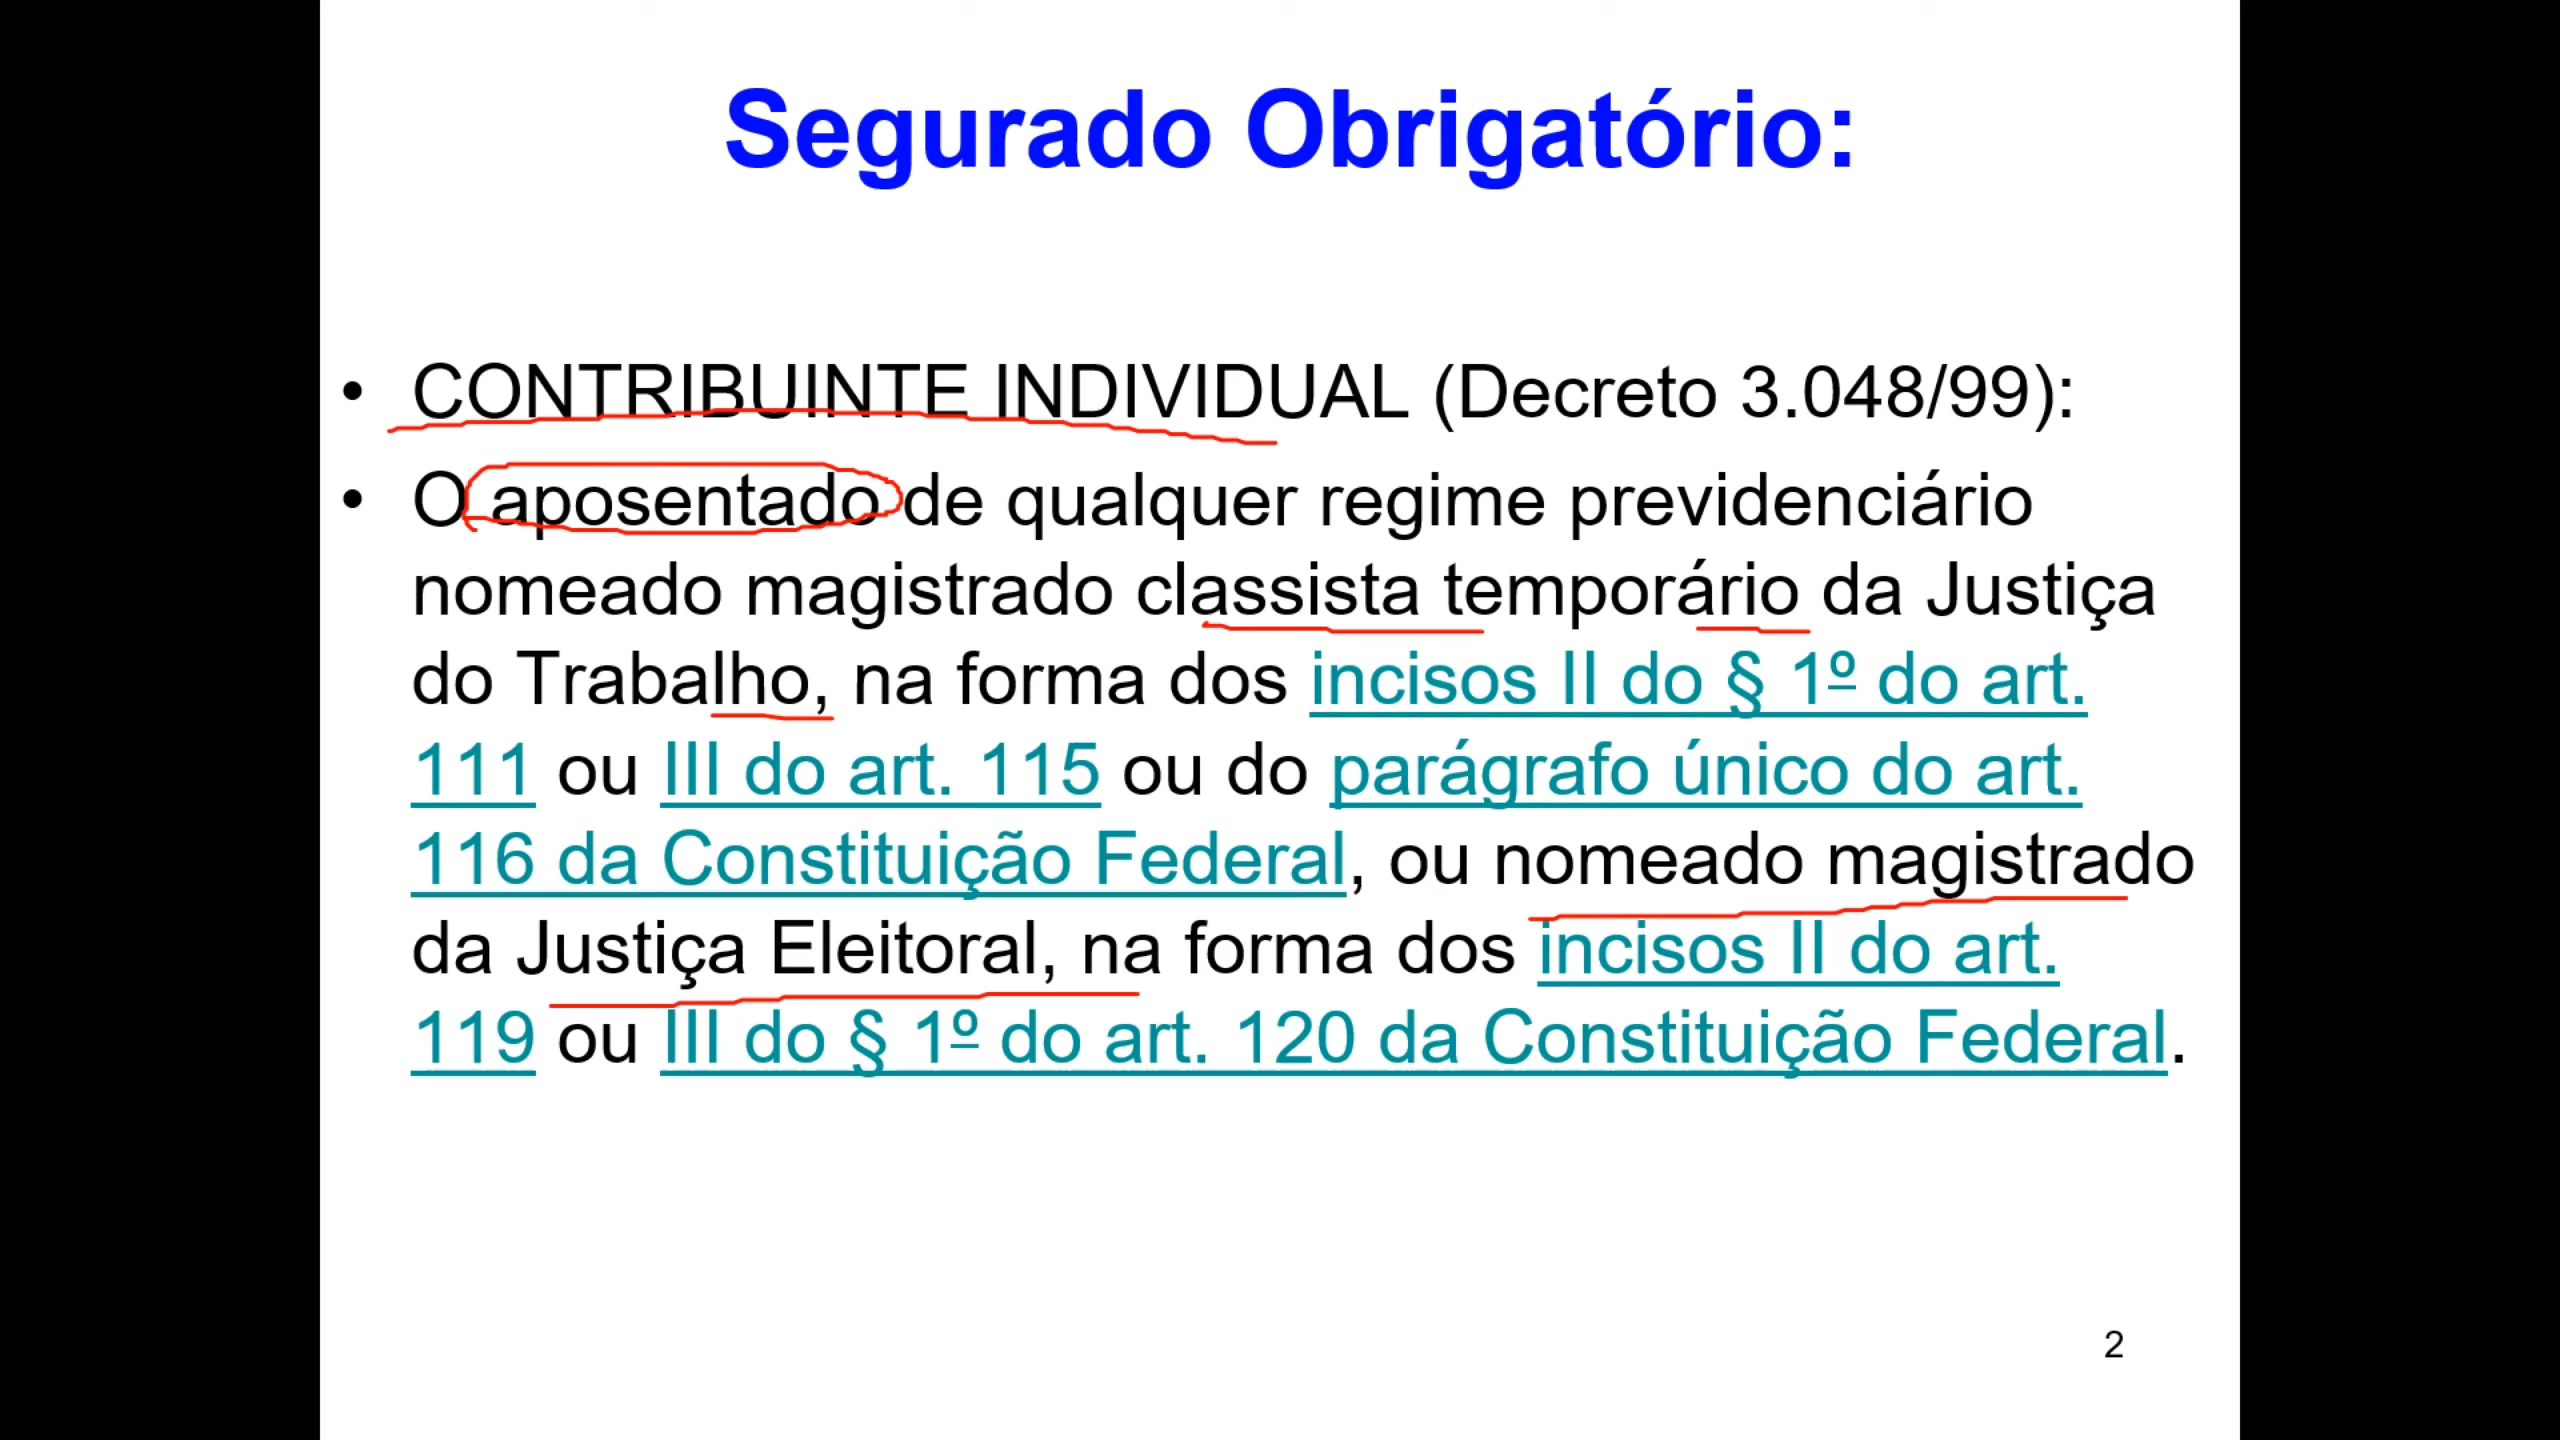 Segurado Obrigatório:
• CONTRIBUINTE INDIVIDUAL (Decreto 3.048/99):
• O aposentado de qualquer regime previdenciário
nomeado magistrado classista temporário da Justiça
do Trabalho, na forma dos incisos II do § 1º do art.
111 ou III do art. 115 ou do parágrafo único do art.
116 da Constituição Federal, ou nomeado magistrado
da Justiça Eleitoral, na forma dos incisos II do art.
119 ou III do § 1º do art. 120 da Constituição Federal.
2